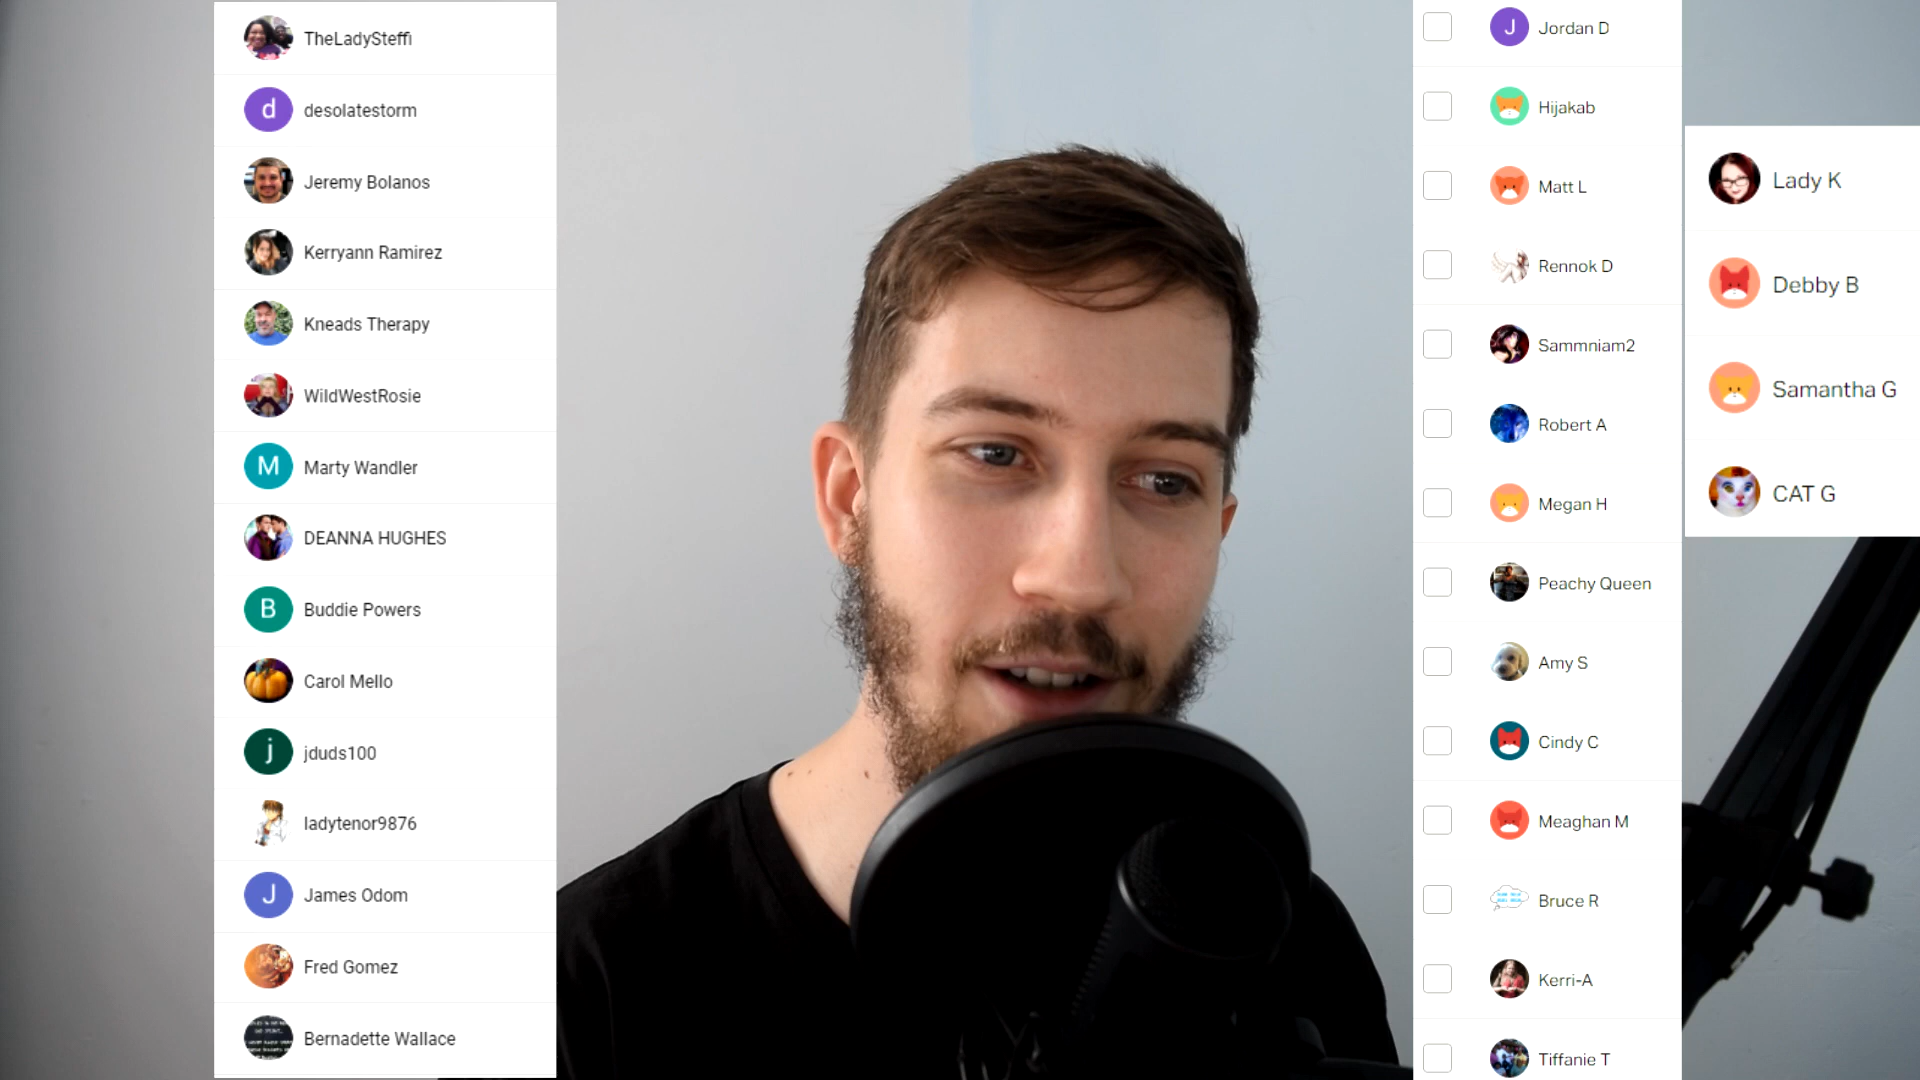 TheLadySteffi
d
desolatestorm
Jeremy Bolanos
Kerryann Ramirez
Kneads Therapy
WildWestRosie
M
Marty Wandler
DEANNA HUGHES
B
Buddie Powers
Carol Mello
j
jduds100
ladytenor9876
J
James Odom
Fred Gomez
Bernadette Wallace
J
Jordan D
Hijakab
Matt L
Rennok D
Sammniam2
Robert A
Megan H
Peachy Queen
Amy S
Cindy C
Meaghan M
Bruce R
Kerri-A
Tiffanie T
Lady K
Debby B
Samantha G
CAT G